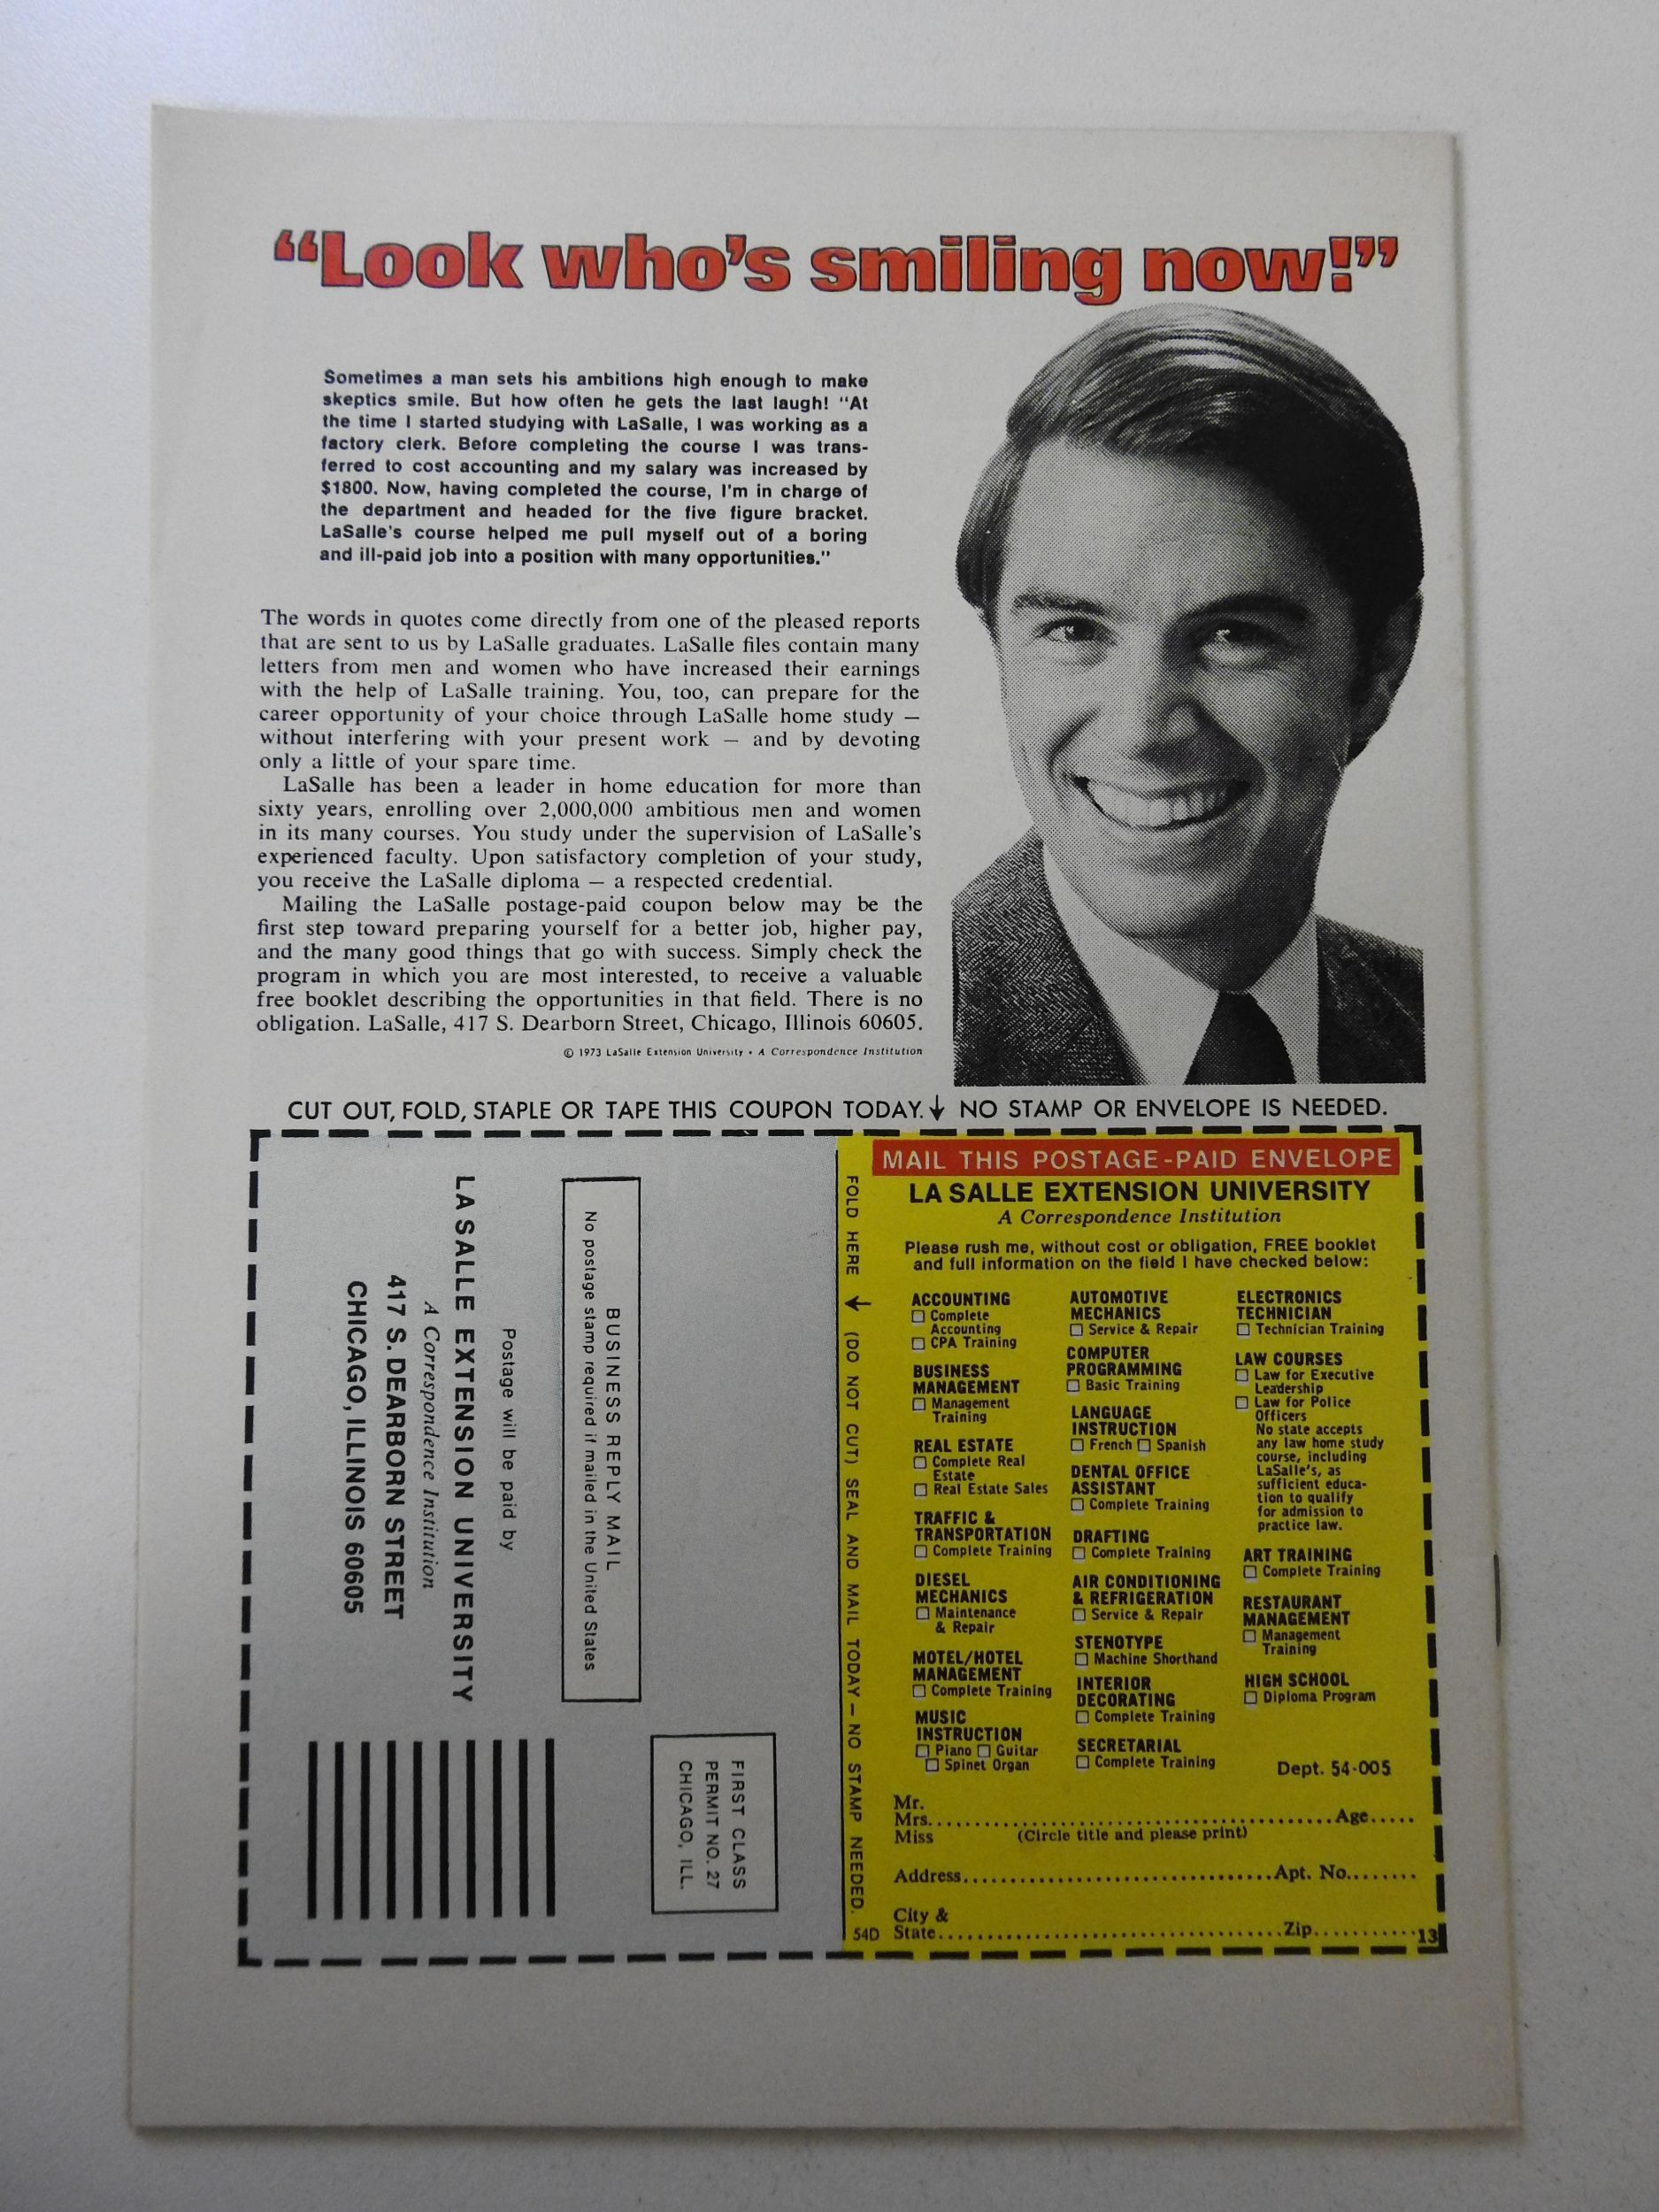 “Look who’s smiling now!”
Sometimes a man sets his ambitions high enough to make
skeptics smile. But how often he gets the last laugh! “At
the time I started studying with LaSalle, I was working as a
factory clerk. Before completing the course I was trans-
ferred to cost accounting and my salary was increased by
$1800. Now, having completed the course, I'm in charge of
the department and headed for the five figure bracket.
LaSalle's course helped me pull myself out of a boring
and ill-paid job into a position with many opportunities.”
The words in quotes come directly from one of the pleased reports
that are sent to us by LaSalle graduates. LaSalle files contain many
letters from men and women who have increased their earnings
with the help of LaSalle training. You, too, can prepare for the
career opportunity of your choice through LaSalle home study —
without interfering with your present work — and by devoting
only a little of your spare time.
LaSalle has been a leader in home education for more than
sixty years, enrolling over 2,000,000 ambitious men and women
in its many courses. You study under the supervision of LaSalle's
experienced faculty. Upon satisfactory completion of your study,
you receive the LaSalle diploma — a respected credential.
Mailing the LaSalle postage-paid coupon below may be the
first step toward preparing yourself for a better job, higher pay,
and the many good things that go with success. Simply check the
program in which you are most interested, to receive a valuable
free booklet describing the opportunities in that field. There is no
obligation. LaSalle, 417 S. Dearborn Street, Chicago, Illinois 60605.
© 1973 LaSalle Extension University • A Correspondence Institution
CUT OUT, FOLD, STAPLE OR TAPE THIS COUPON TODAY. ↓ NO STAMP OR ENVELOPE IS NEEDED.
FIRST CLASS
PERMIT NO. 27
CHICAGO, ILL.
BUSINESS REPLY MAIL
No postage stamp required if mailed in the United States
Postage will be paid by
LA SALLE EXTENSION UNIVERSITY
A Correspondence Institution
417 S. DEARBORN STREET
CHICAGO, ILLINOIS 60605
FOLD HERE ↓ (DO NOT CUT) SEAL AND MAIL TODAY — NO STAMP NEEDED.
MAIL THIS POSTAGE-PAID ENVELOPE
LA SALLE EXTENSION UNIVERSITY
A Correspondence Institution
Please rush me, without cost or obligation, FREE booklet
and full information on the field I have checked below:
ACCOUNTING
☐ Complete
Accounting
☐ CPA Training
BUSINESS
MANAGEMENT
☐ Management
Training
REAL ESTATE
☐ Complete Real
Estate
☐ Real Estate Sales
TRAFFIC &
TRANSPORTATION
☐ Complete Training
DIESEL
MECHANICS
☐ Maintenance
& Repair
MOTEL/HOTEL
MANAGEMENT
☐ Complete Training
MUSIC
INSTRUCTION
☐ Piano ☐ Guitar
☐ Spinet Organ
AUTOMOTIVE
MECHANICS
☐ Service & Repair
COMPUTER
PROGRAMMING
☐ Basic Training
LANGUAGE
INSTRUCTION
☐ French ☐ Spanish
DENTAL OFFICE
ASSISTANT
☐ Complete Training
DRAFTING
☐ Complete Training
AIR CONDITIONING
& REFRIGERATION
☐ Service & Repair
STENOTYPE
☐ Machine Shorthand
INTERIOR
DECORATING
☐ Complete Training
SECRETARIAL
☐ Complete Training
ELECTRONICS
TECHNICIAN
☐ Technician Training
LAW COURSES
☐ Law for Executive
Leadership
☐ Law for Police
Officers
No state accepts
any law home study
course, including
LaSalle's, as
sufficient educa-
tion to qualify
for admission to
practice law.
ART TRAINING
☐ Complete Training
RESTAURANT
MANAGEMENT
☐ Management
Training
HIGH SCHOOL
☐ Diploma Program
Dept. 54-005
Mr.
Mrs. Age
Miss (Circle title and please print)
Address Apt. No.
City &
State Zip 13
54D